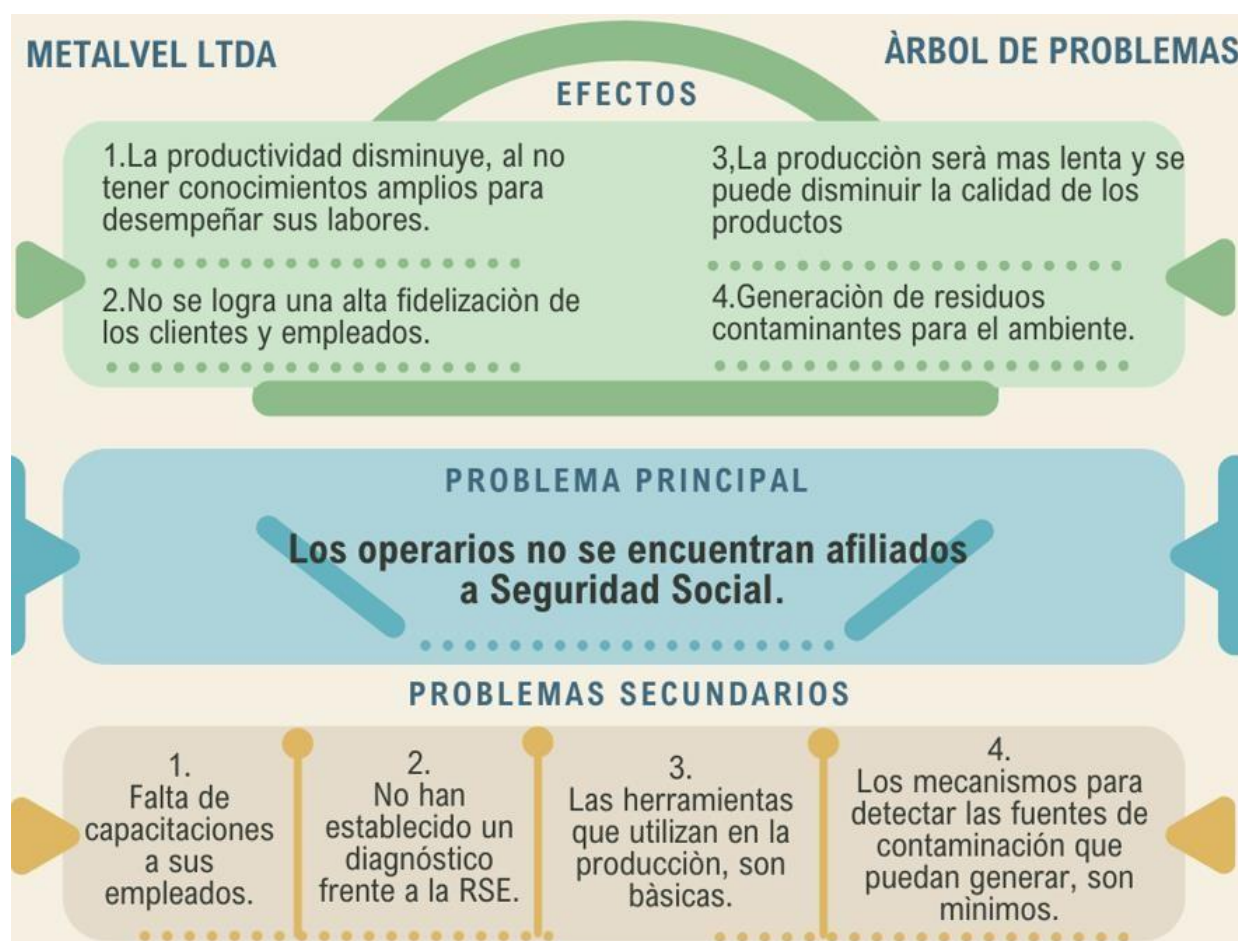 METALVEL LTDA
ÀRBOL DE PROBLEMAS
EFECTOS
1.La productividad disminuye, al no
tener conocimientos amplios para
desempeñar sus labores.
2.No se logra una alta fidelizaciòn de
los clientes y empleados.
3,La producciòn serà mas lenta y se
puede disminuir la calidad de los
productos
4.Generaciòn de residuos
contaminantes para el ambiente.
PROBLEMA PRINCIPAL
Los operarios no se encuentran afiliados
a Seguridad Social.
PROBLEMAS SECUNDARIOS
1.
Falta de
capacitaciones
a sus
empleados.
2.
No han
establecido un
diagnóstico
frente a la RSE.
3.
Las herramientas
que utilizan en la
producciòn, son
bàsicas.
4.
Los mecanismos para
detectar las fuentes de
contaminación que
puedan generar, son
mìnimos.